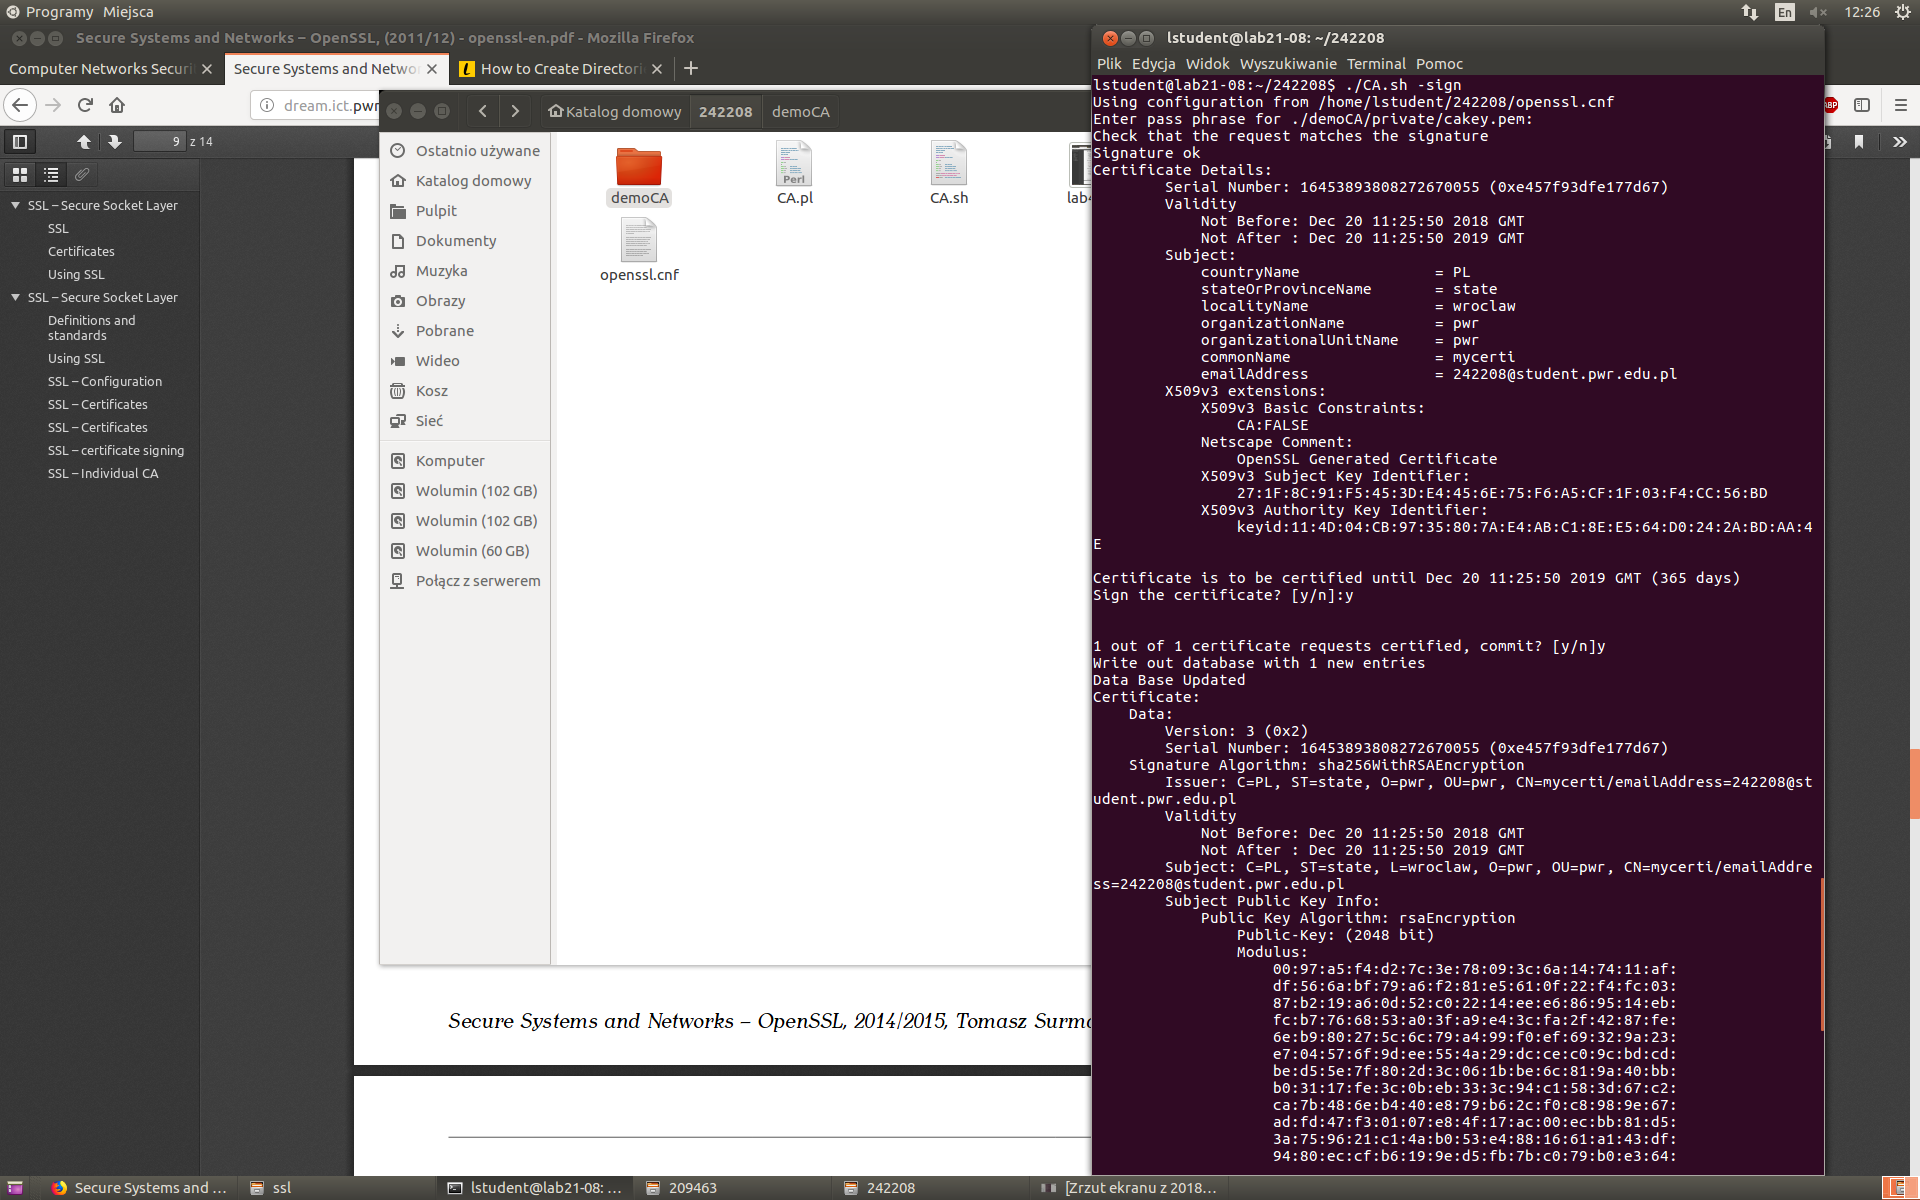 Programy Miejsca
En 12:26
Secure Systems and Networks – OpenSSL, (2011/12) - openssl-en.pdf - Mozilla Firefox
Computer Networks Securi
Secure Systems and Netwo
How to Create Directori
dream.ict.pwr
ABP
9 z 14
SSL – Secure Socket Layer
SSL
Certificates
Using SSL
SSL – Secure Socket Layer
Definitions and
standards
Using SSL
SSL – Configuration
SSL – Certificates
SSL – Certificates
SSL – certificate signing
SSL – Individual CA
Katalog domowy 242208 demoCA
Ostatnio używane
Katalog domowy
Pulpit
Dokumenty
Muzyka
Obrazy
Pobrane
Wideo
Kosz
Sieć
Komputer
Wolumin (102 GB)
Wolumin (102 GB)
Wolumin (60 GB)
Połącz z serwerem
demoCA
Perl
CA.pl
CA.sh
lab4
openssl.cnf
Secure Systems and Networks – OpenSSL, 2014/2015, Tomasz Surma
lstudent@lab21-08: ~/242208
Plik Edycja Widok Wyszukiwanie Terminal Pomoc
lstudent@lab21-08:~/242208$ ./CA.sh -sign
Using configuration from /home/lstudent/242208/openssl.cnf
Enter pass phrase for ./demoCA/private/cakey.pem:
Check that the request matches the signature
Signature ok
Certificate Details:
Serial Number: 16453893808272670055 (0xe457f93dfe177d67)
Validity
Not Before: Dec 20 11:25:50 2018 GMT
Not After : Dec 20 11:25:50 2019 GMT
Subject:
countryName = PL
stateOrProvinceName = state
localityName = wroclaw
organizationName = pwr
organizationalUnitName = pwr
commonName = mycerti
emailAddress = 242208@student.pwr.edu.pl
X509v3 extensions:
X509v3 Basic Constraints:
CA:FALSE
Netscape Comment:
OpenSSL Generated Certificate
X509v3 Subject Key Identifier:
27:1F:8C:91:F5:45:3D:E4:45:6E:75:F6:A5:CF:1F:03:F4:CC:56:BD
X509v3 Authority Key Identifier:
keyid:11:4D:04:CB:97:35:80:7A:E4:AB:C1:8E:E5:64:D0:24:2A:BD:AA:4
E
Certificate is to be certified until Dec 20 11:25:50 2019 GMT (365 days)
Sign the certificate? [y/n]:y
1 out of 1 certificate requests certified, commit? [y/n]y
Write out database with 1 new entries
Data Base Updated
Certificate:
Data:
Version: 3 (0x2)
Serial Number: 16453893808272670055 (0xe457f93dfe177d67)
Signature Algorithm: sha256WithRSAEncryption
Issuer: C=PL, ST=state, O=pwr, OU=pwr, CN=mycerti/emailAddress=242208@st
udent.pwr.edu.pl
Validity
Not Before: Dec 20 11:25:50 2018 GMT
Not After : Dec 20 11:25:50 2019 GMT
Subject: C=PL, ST=state, L=wroclaw, O=pwr, OU=pwr, CN=mycerti/emailAddre
ss=242208@student.pwr.edu.pl
Subject Public Key Info:
Public Key Algorithm: rsaEncryption
Public-Key: (2048 bit)
Modulus:
00:97:a5:f4:d2:7c:3e:78:09:3c:6a:14:74:11:af:
df:56:6a:bf:79:a6:f2:81:e5:61:0f:22:f4:fc:03:
87:b2:19:a6:0d:52:c0:22:14:ee:e6:86:95:14:eb:
fc:b7:76:68:53:a0:3f:a9:e4:3c:fa:2f:42:87:fe:
6e:b9:80:27:5c:6c:79:a4:99:f0:ef:69:32:9a:23:
e7:04:57:6f:9d:ee:55:4a:29:dc:ce:c0:9c:bd:cd:
be:d5:5e:7f:80:2d:3c:06:1b:be:6c:81:9a:40:bb:
b0:31:17:fe:3c:0b:eb:33:3c:94:c1:58:3d:67:c2:
ca:7b:48:6e:b4:40:e8:79:b6:2c:f0:c8:98:9e:67:
ad:fd:47:f3:01:07:e8:4f:17:ac:00:ec:bb:81:d5:
3a:75:96:21:c1:4a:b0:53:e4:88:16:61:a1:43:df:
94:80:ec:cf:b6:19:9e:d5:fb:7b:c0:79:b0:e3:64:
Secure Systems and ...
ssl
lstudent@lab21-08: ...
209463
242208
[Zrzut ekranu z 2018...